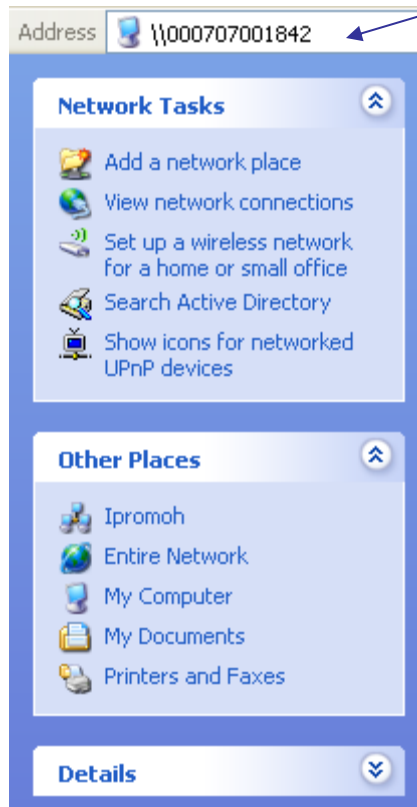 Address \\000707001842
Network Tasks
Add a network place
View network connections
Set up a wireless network
for a home or small office
Search Active Directory
Show icons for networked
UPnP devices
Other Places
Ipromoh
Entire Network
My Computer
My Documents
Printers and Faxes
Details